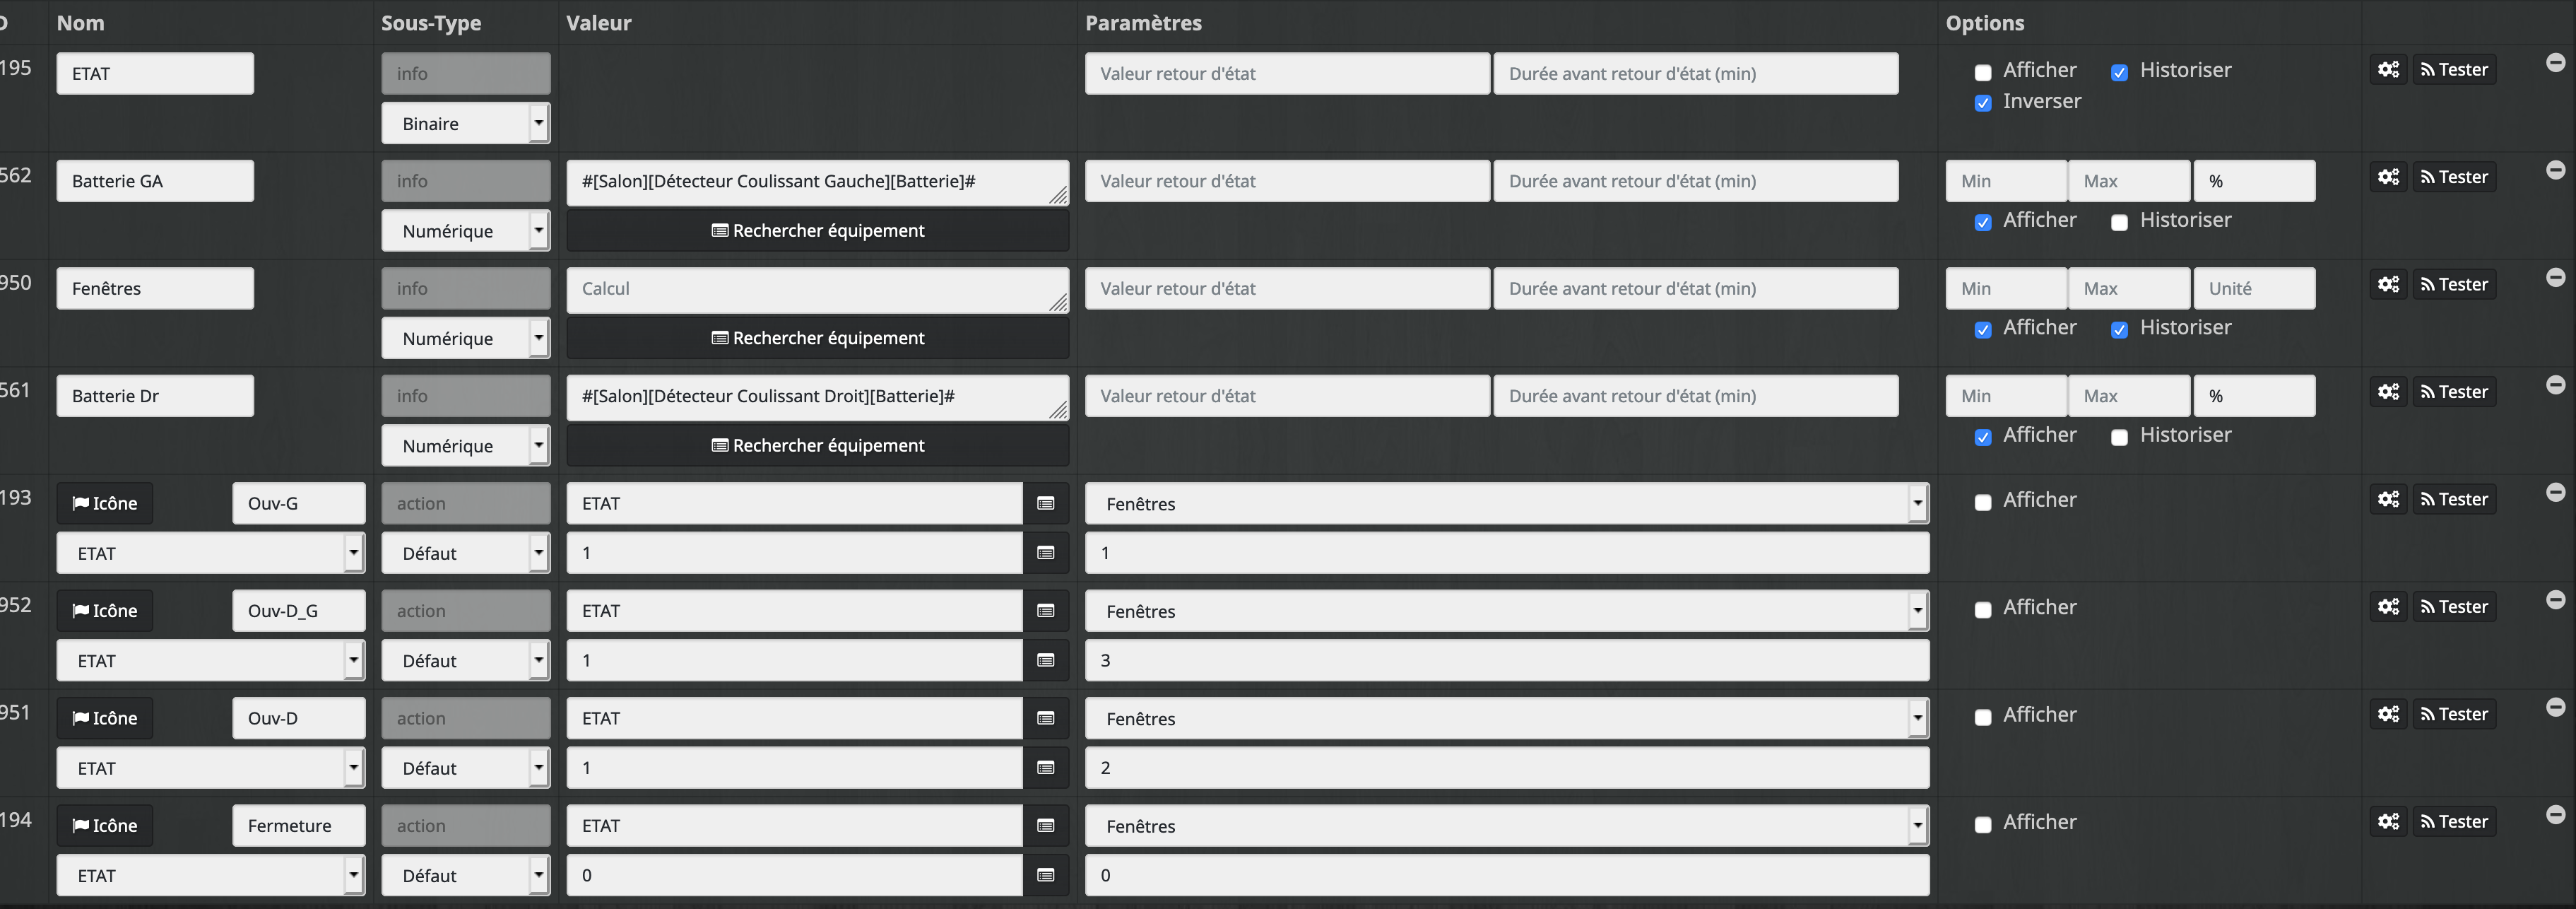 D Nom Sous-Type Valeur Paramètres Options
195 ETAT info Valeur retour d'état Durée avant retour d'état (min) Afficher Historiser Tester
Inverser
Binaire
562 Batterie GA info #[Salon][Détecteur Coulissant Gauche][Batterie]# Valeur retour d'état Durée avant retour d'état (min) Min Max % Tester
Numérique Rechercher équipement Afficher Historiser
950 Fenêtres info Calcul Valeur retour d'état Durée avant retour d'état (min) Min Max Unité Tester
Numérique Rechercher équipement Afficher Historiser
561 Batterie Dr info #[Salon][Détecteur Coulissant Droit][Batterie]# Valeur retour d'état Durée avant retour d'état (min) Min Max % Tester
Numérique Rechercher équipement Afficher Historiser
193 Icône Ouv-G action ETAT Fenêtres Afficher Tester
ETAT Défaut 1 1
952 Icône Ouv-D_G action ETAT Fenêtres Afficher Tester
ETAT Défaut 1 3
951 Icône Ouv-D action ETAT Fenêtres Afficher Tester
ETAT Défaut 1 2
194 Icône Fermeture action ETAT Fenêtres Afficher Tester
ETAT Défaut 0 0